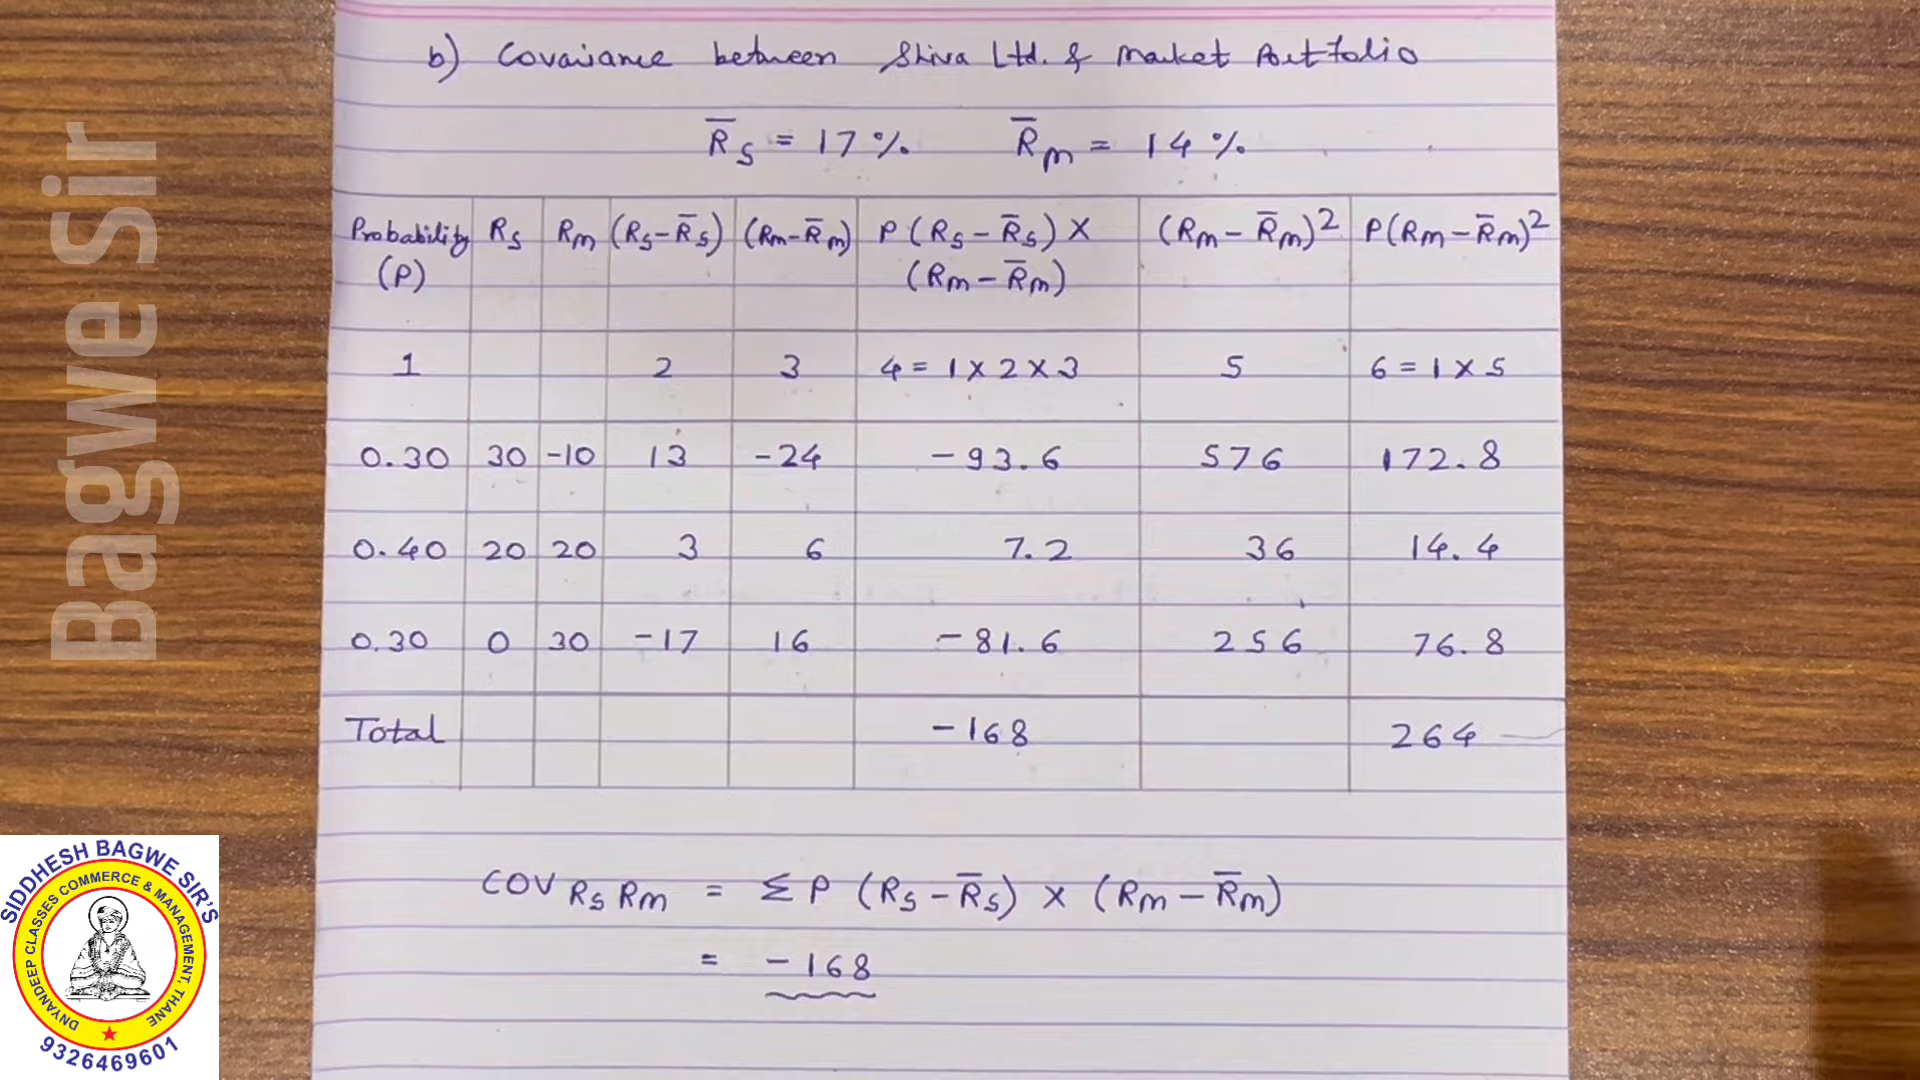 b) Covariance between Shiva Ltd. & Market Portfolio
R̅s = 17 %. R̅m = 14 %.
Probability (P) Rs Rm (Rs-R̅s) (Rm-R̅m) P (Rs-R̅s) X (Rm-R̅m) (Rm-R̅m)2 P(Rm-R̅m)2
1 2 3 4 = 1 X 2 X 3 5 6 = 1 X 5
0.30 30 -10 13 -24 -93.6 576 172.8
0.40 20 20 3 6 7.2 36 14.4
0.30 0 30 -17 16 -81.6 256 76.8
Total -168 264
COV Rs Rm = Σ P (Rs-R̅s) X (Rm-R̅m)
= -168
Bagwe Sir
SIDDHESH BAGWE SIR'S
DNYANDEEP CLASSES COMMERCE & MANAGEMENT, THANE
9326469601